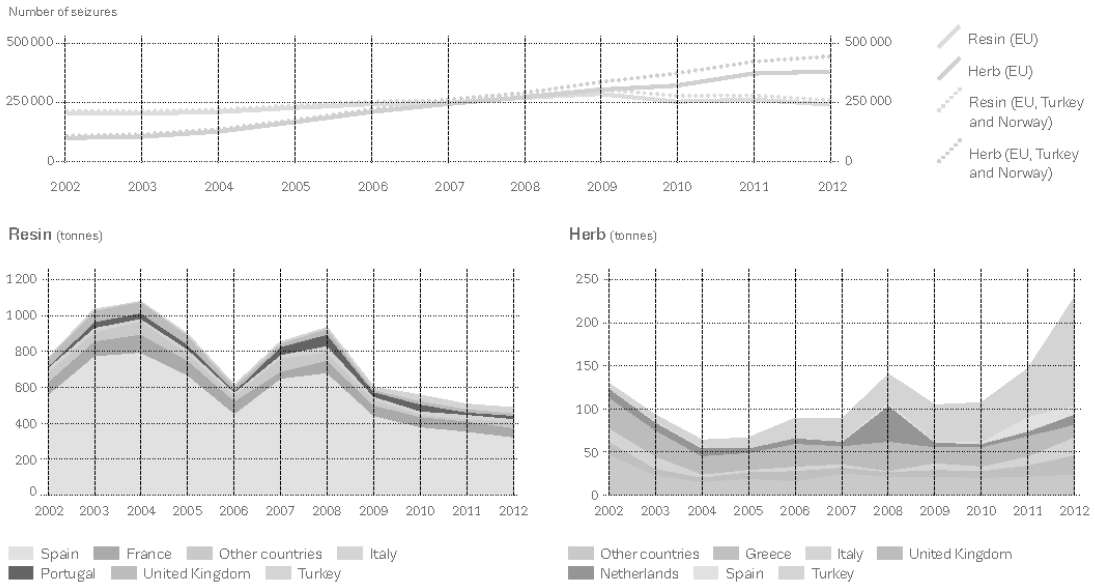 Number of seizures
500 000 500 000
250 000 250 000
0 0
2002 2003 2004 2005 2006 2007 2008 2009 2010 2011 2012
Resin (EU)
Herb (EU)
Resin (EU, Turkey
and Norway)
Herb (EU, Turkey
and Norway)
Resin (tonnes)
1 200
1 000
800
600
400
200
0
2002 2003 2004 2005 2006 2007 2008 2009 2010 2011 2012
Spain France Other countries Italy
Portugal United Kingdom Turkey
Herb (tonnes)
250
200
150
100
50
0
2002 2003 2004 2005 2006 2007 2008 2009 2010 2011 2012
Other countries Greece Italy United Kingdom
Netherlands Spain Turkey